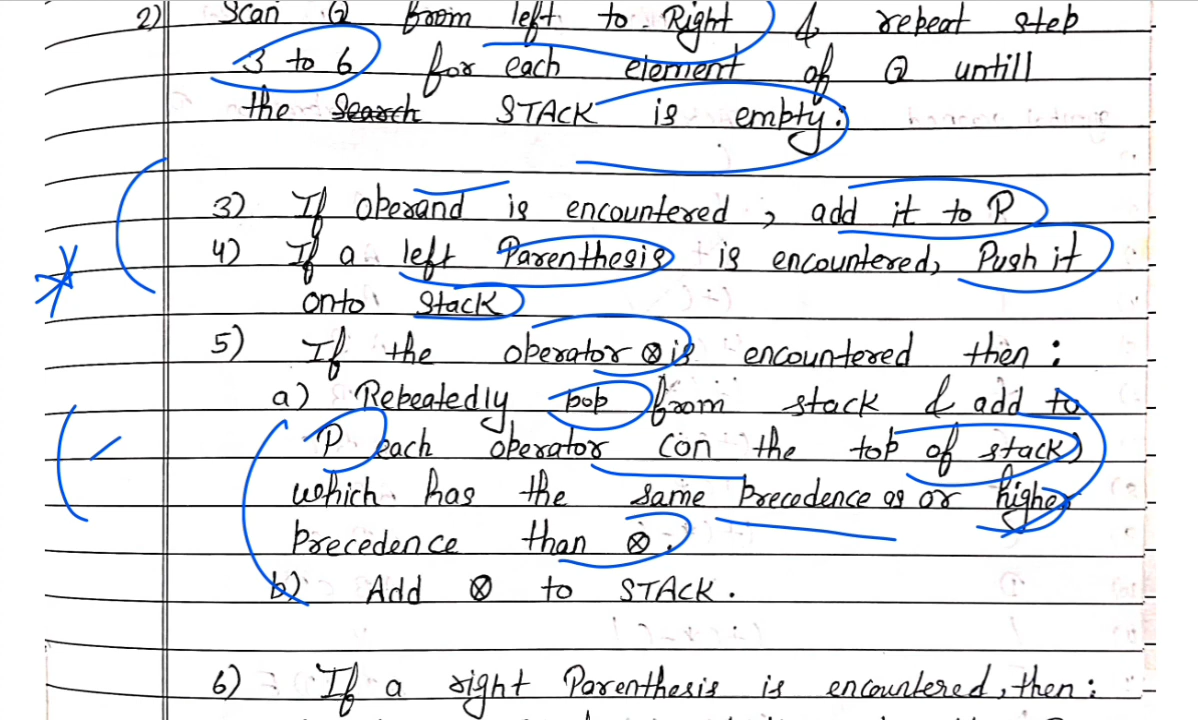 2) Scan Q from left to Right & repeat step
3 to 6 for each element of Q untill
the Search STACK is empty.
3) If operand is encountered, add it to P
4) If a left Parenthesis is encountered, Push it
onto stack
5) If the operator ⊗ is encountered then :
a) Repeatedly pop from stack & add to
P each operator (on the top of stack)
which has the same precedence as or higher
precedence than ⊗.
b) Add ⊗ to STACK.
6) If a right Parenthesis is encountered, then :